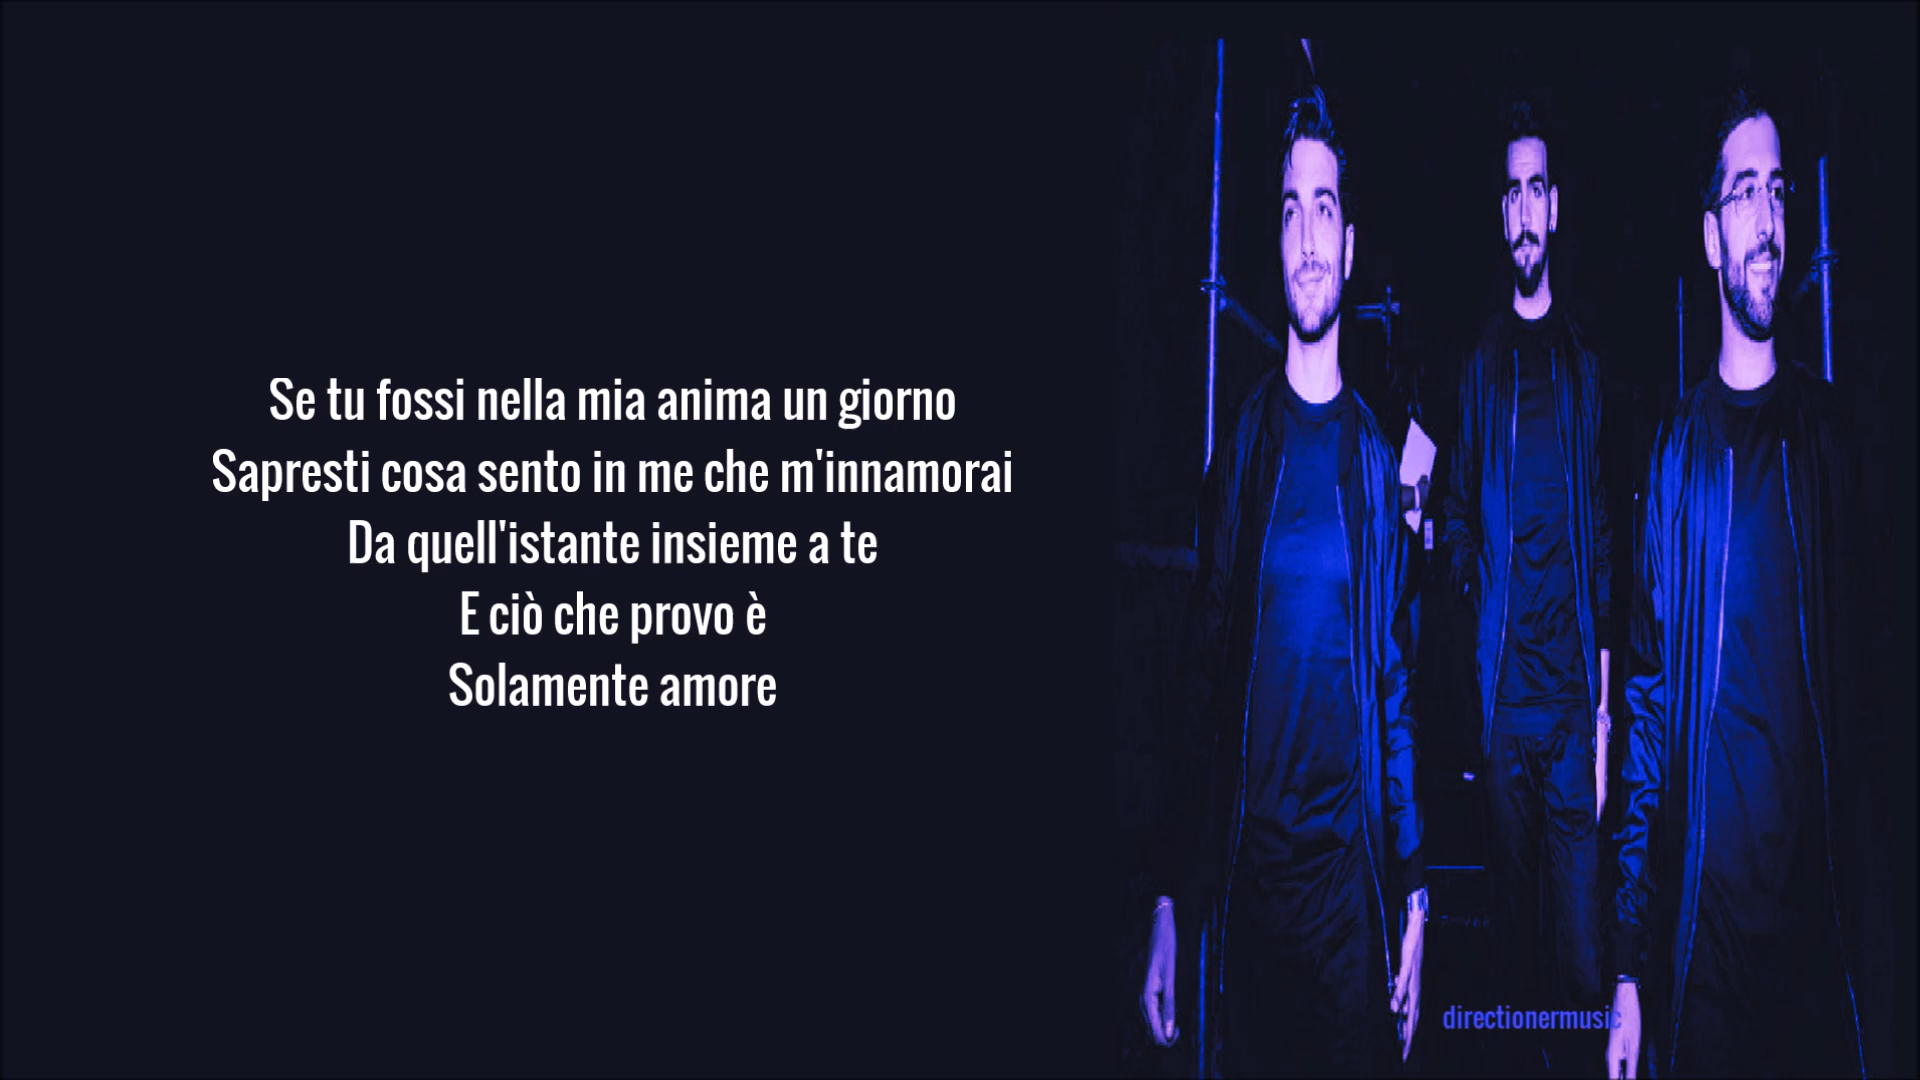 Se tu fossi nella mia anima un giorno
Sapresti cosa sento in me che m'innamorai
Da quell'istante insieme a te
E ciò che provo è
Solamente amore
directionermusic